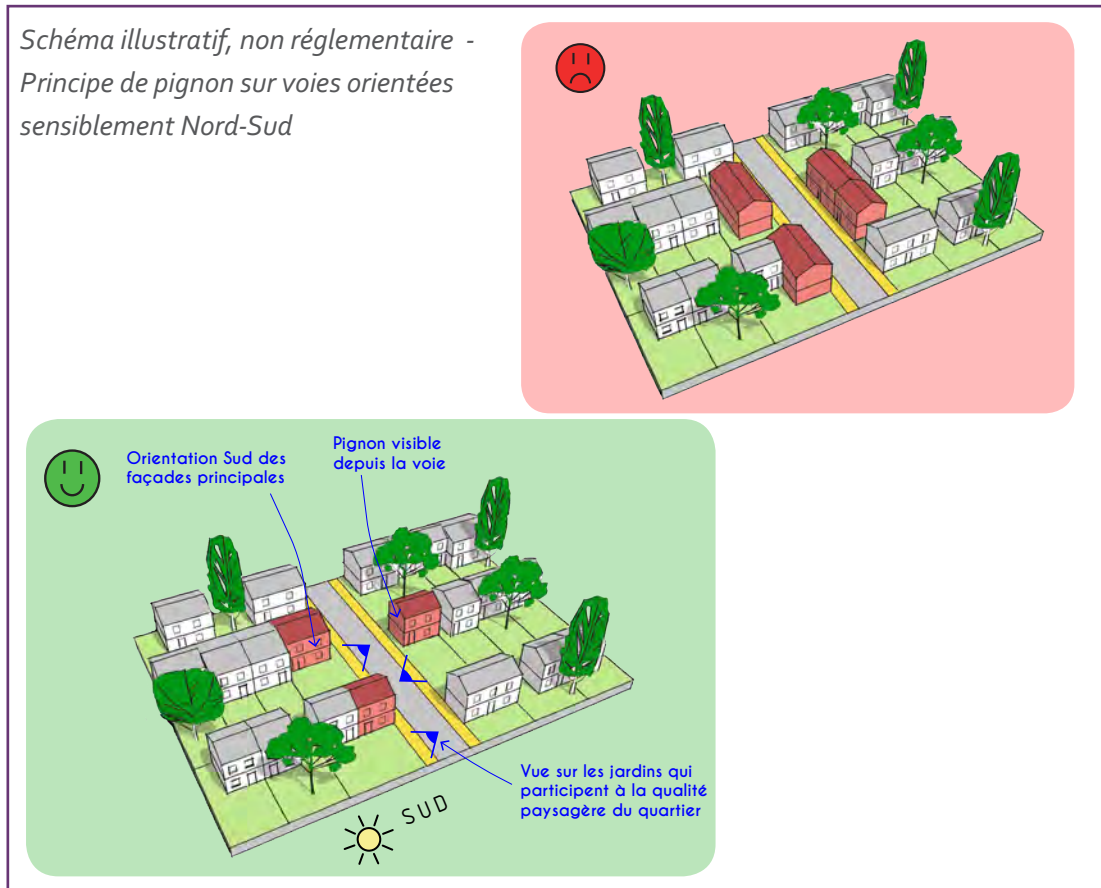 Schéma illustratif, non réglementaire -
Principe de pignon sur voies orientées
sensiblement Nord-Sud
Orientation Sud des
façades principales
Pignon visible
depuis la voie
Vue sur les jardins qui
participent à la qualité
paysagère du quartier
SUD